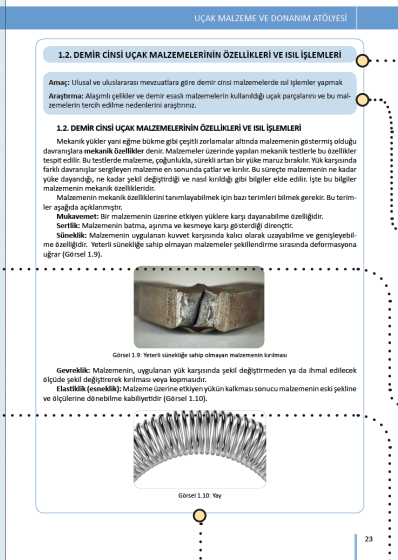 UÇAK MALZEME VE DONANIM ATÖLYESİ
1.2. DEMİR CİNSİ UÇAK MALZEMELERİNİN ÖZELLİKLERİ VE ISIL İŞLEMLERİ
Amaç: Ulusal ve uluslararası mevzuatlara göre demir cinsi malzemelerde ısıl işlemler yapmak
Araştırma: Alaşımlı çelikler ve demir esaslı malzemelerin kullanıldığı uçak parçalarını ve bu mal-
zemelerin tercih edilme nedenlerini araştırınız.
1.2. DEMİR CİNSİ UÇAK MALZEMELERİNİN ÖZELLİKLERİ VE ISIL İŞLEMLERİ
Mekanik yükler yani eğme bükme gibi çeşitli zorlamalar altında malzemenin göstermiş olduğu
davranışlara mekanik özellikler denir. Malzemeler üzerinde yapılan mekanik testlerle bu özellikler
tespit edilir. Bu testlerde malzeme, çoğunlukla, sürekli artan bir yüke maruz bırakılır. Yük karşısında
farklı davranışlar sergileyen malzeme en sonunda çatlar ve kırılır. Bu süreçte malzemenin ne kadar
yüke dayandığı, ne kadar şekil değiştirdiği ve nasıl kırıldığı gibi bilgiler elde edilir. İşte bu bilgiler
malzemenin mekanik özellikleridir.
Malzemenin mekanik özelliklerini tanımlayabilmek için bazı terimleri bilmek gerekir. Bu terim-
ler aşağıda açıklanmıştır.
Mukavemet: Bir malzemenin üzerine etkiyen yüklere karşı dayanabilme özelliğidir.
Sertlik: Malzemenin batma, aşınma ve kesmeye karşı gösterdiği dirençtir.
Süneklik: Malzemenin uygulanan kuvvet karşısında kalıcı olarak uzayabilme ve genişleyebil-
me özelliğidir. Yeterli sünekliğe sahip olmayan malzemeler şekillendirme sırasında deformasyona
uğrar (Görsel 1.9).
Görsel 1.9: Yeterli sünekliğe sahip olmayan malzemenin kırılması
Gevreklik: Malzemenin, uygulanan yük karşısında şekil değiştirmeden ya da ihmal edilecek
ölçüde şekil değiştirerek kırılması veya kopmasıdır.
Elastiklik (esneklik): Malzeme üzerine etkiyen yükün kalkması sonucu malzemenin eski şekline
ve ölçülerine dönebilme kabiliyetidir (Görsel 1.10).
Görsel 1.10: Yay
23